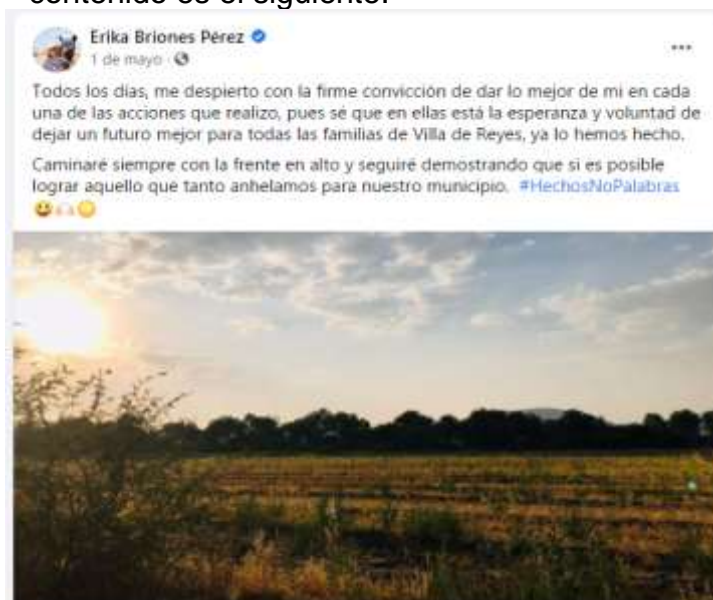 contenido es el siguiente:
Erika Briones Pérez
1 de mayo ·
Todos los días, me despierto con la firme convicción de dar lo mejor de mi en cada
una de las acciones que realizo, pues sé que en ellas está la esperanza y voluntad de
dejar un futuro mejor para todas las familias de Villa de Reyes, ya lo hemos hecho.
Caminaré siempre con la frente en alto y seguiré demostrando que si es posible
lograr aquello que tanto anhelamos para nuestro municipio. #HechosNoPalabras